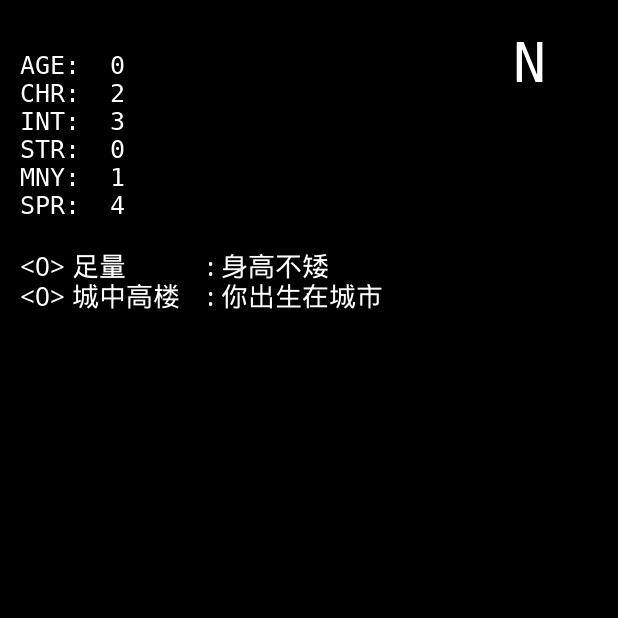 N
AGE: 0
CHR: 2
INT: 3
STR: 0
MNY: 1
SPR: 4
<O> 足量 : 身高不矮
<O> 城中高楼 : 你出生在城市